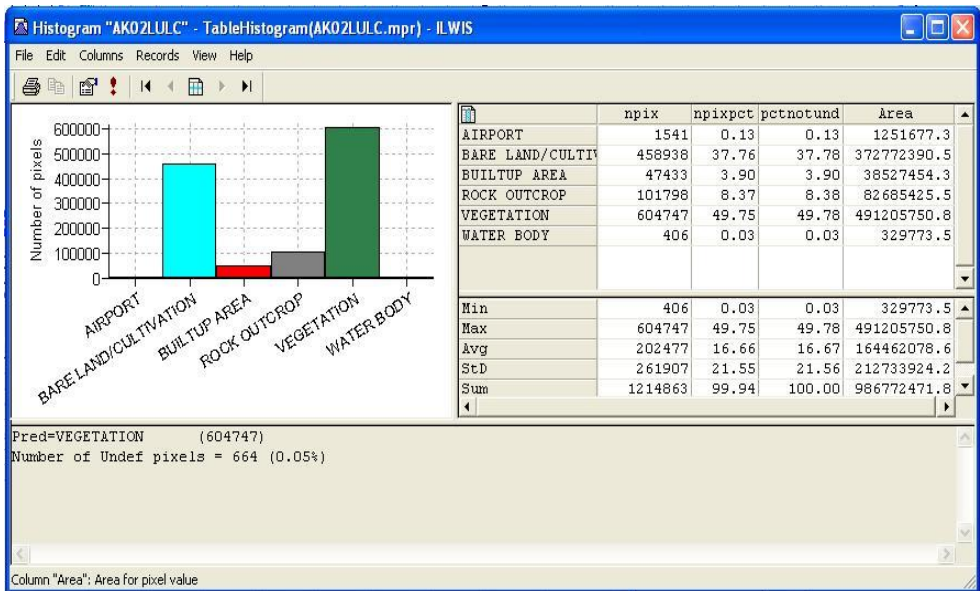 Histogram "AK02LULC" - TableHistogram(AK02LULC.mpr) - ILWIS
File Edit Columns Records View Help
Number of pixels
600000
500000
400000
300000
200000
100000
0
AIRPORT
BARE LAND/CULTIVATION
BUILTUP AREA
ROCK OUTCROP
VEGETATION
WATER BODY
npix npixpct pctnotund Area
AIRPORT 1541 0.13 0.13 1251677.3
BARE LAND/CULTIV 458938 37.76 37.78 372772390.5
BUILTUP AREA 47433 3.90 3.90 38527454.3
ROCK OUTCROP 101798 8.37 8.38 82685425.5
VEGETATION 604747 49.75 49.78 491205750.8
WATER BODY 406 0.03 0.03 329773.5
Min 406 0.03 0.03 329773.5
Max 604747 49.75 49.78 491205750.8
Avg 202477 16.66 16.67 164462078.6
StD 261907 21.55 21.56 212733924.2
Sum 1214863 99.94 100.00 986772471.8
Pred=VEGETATION (604747)
Number of Undef pixels = 664 (0.05%)
Column "Area": Area for pixel value